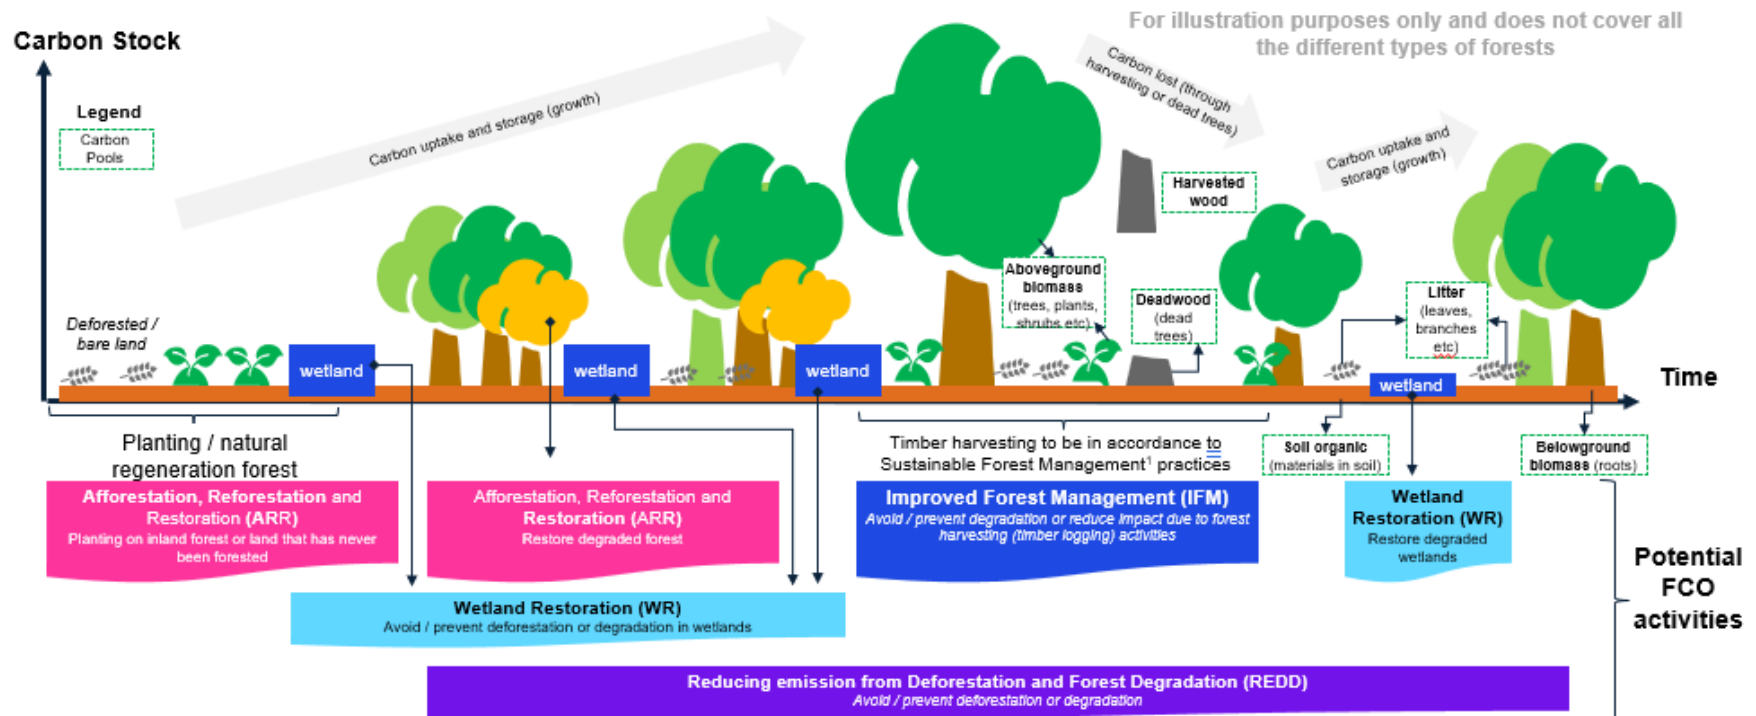 For illustration purposes only and does not cover all
the different types of forests
Carbon Stock
Legend
Carbon
Pools
Carbon uptake and storage (growth)
Carbon lost (through
harvesting or dead trees)
Carbon uptake and
storage (growth)
Harvested
wood
Aboveground
biomass
(trees, plants,
shrubs etc)
Deadwood
(dead
trees)
Litter
(leaves,
branches
etc)
Deforested /
bare land
wetland
wetland
wetland
wetland
Time
Planting / natural
regeneration forest
Timber harvesting to be in accordance to
Sustainable Forest Management¹ practices
Soil organic
(materials in soil)
Belowground
biomass (roots)
Afforestation, Reforestation and
Restoration (ARR)
Planting on inland forest or land that has never
been forested
Afforestation, Reforestation and
Restoration (ARR)
Restore degraded forest
Improved Forest Management (IFM)
Avoid / prevent degradation or reduce impact due to forest
harvesting (timber logging) activities
Wetland
Restoration (WR)
Restore degraded
wetlands
Wetland Restoration (WR)
Avoid / prevent deforestation or degradation in wetlands
Potential
FCO
activities
Reducing emission from Deforestation and Forest Degradation (REDD)
Avoid / prevent deforestation or degradation